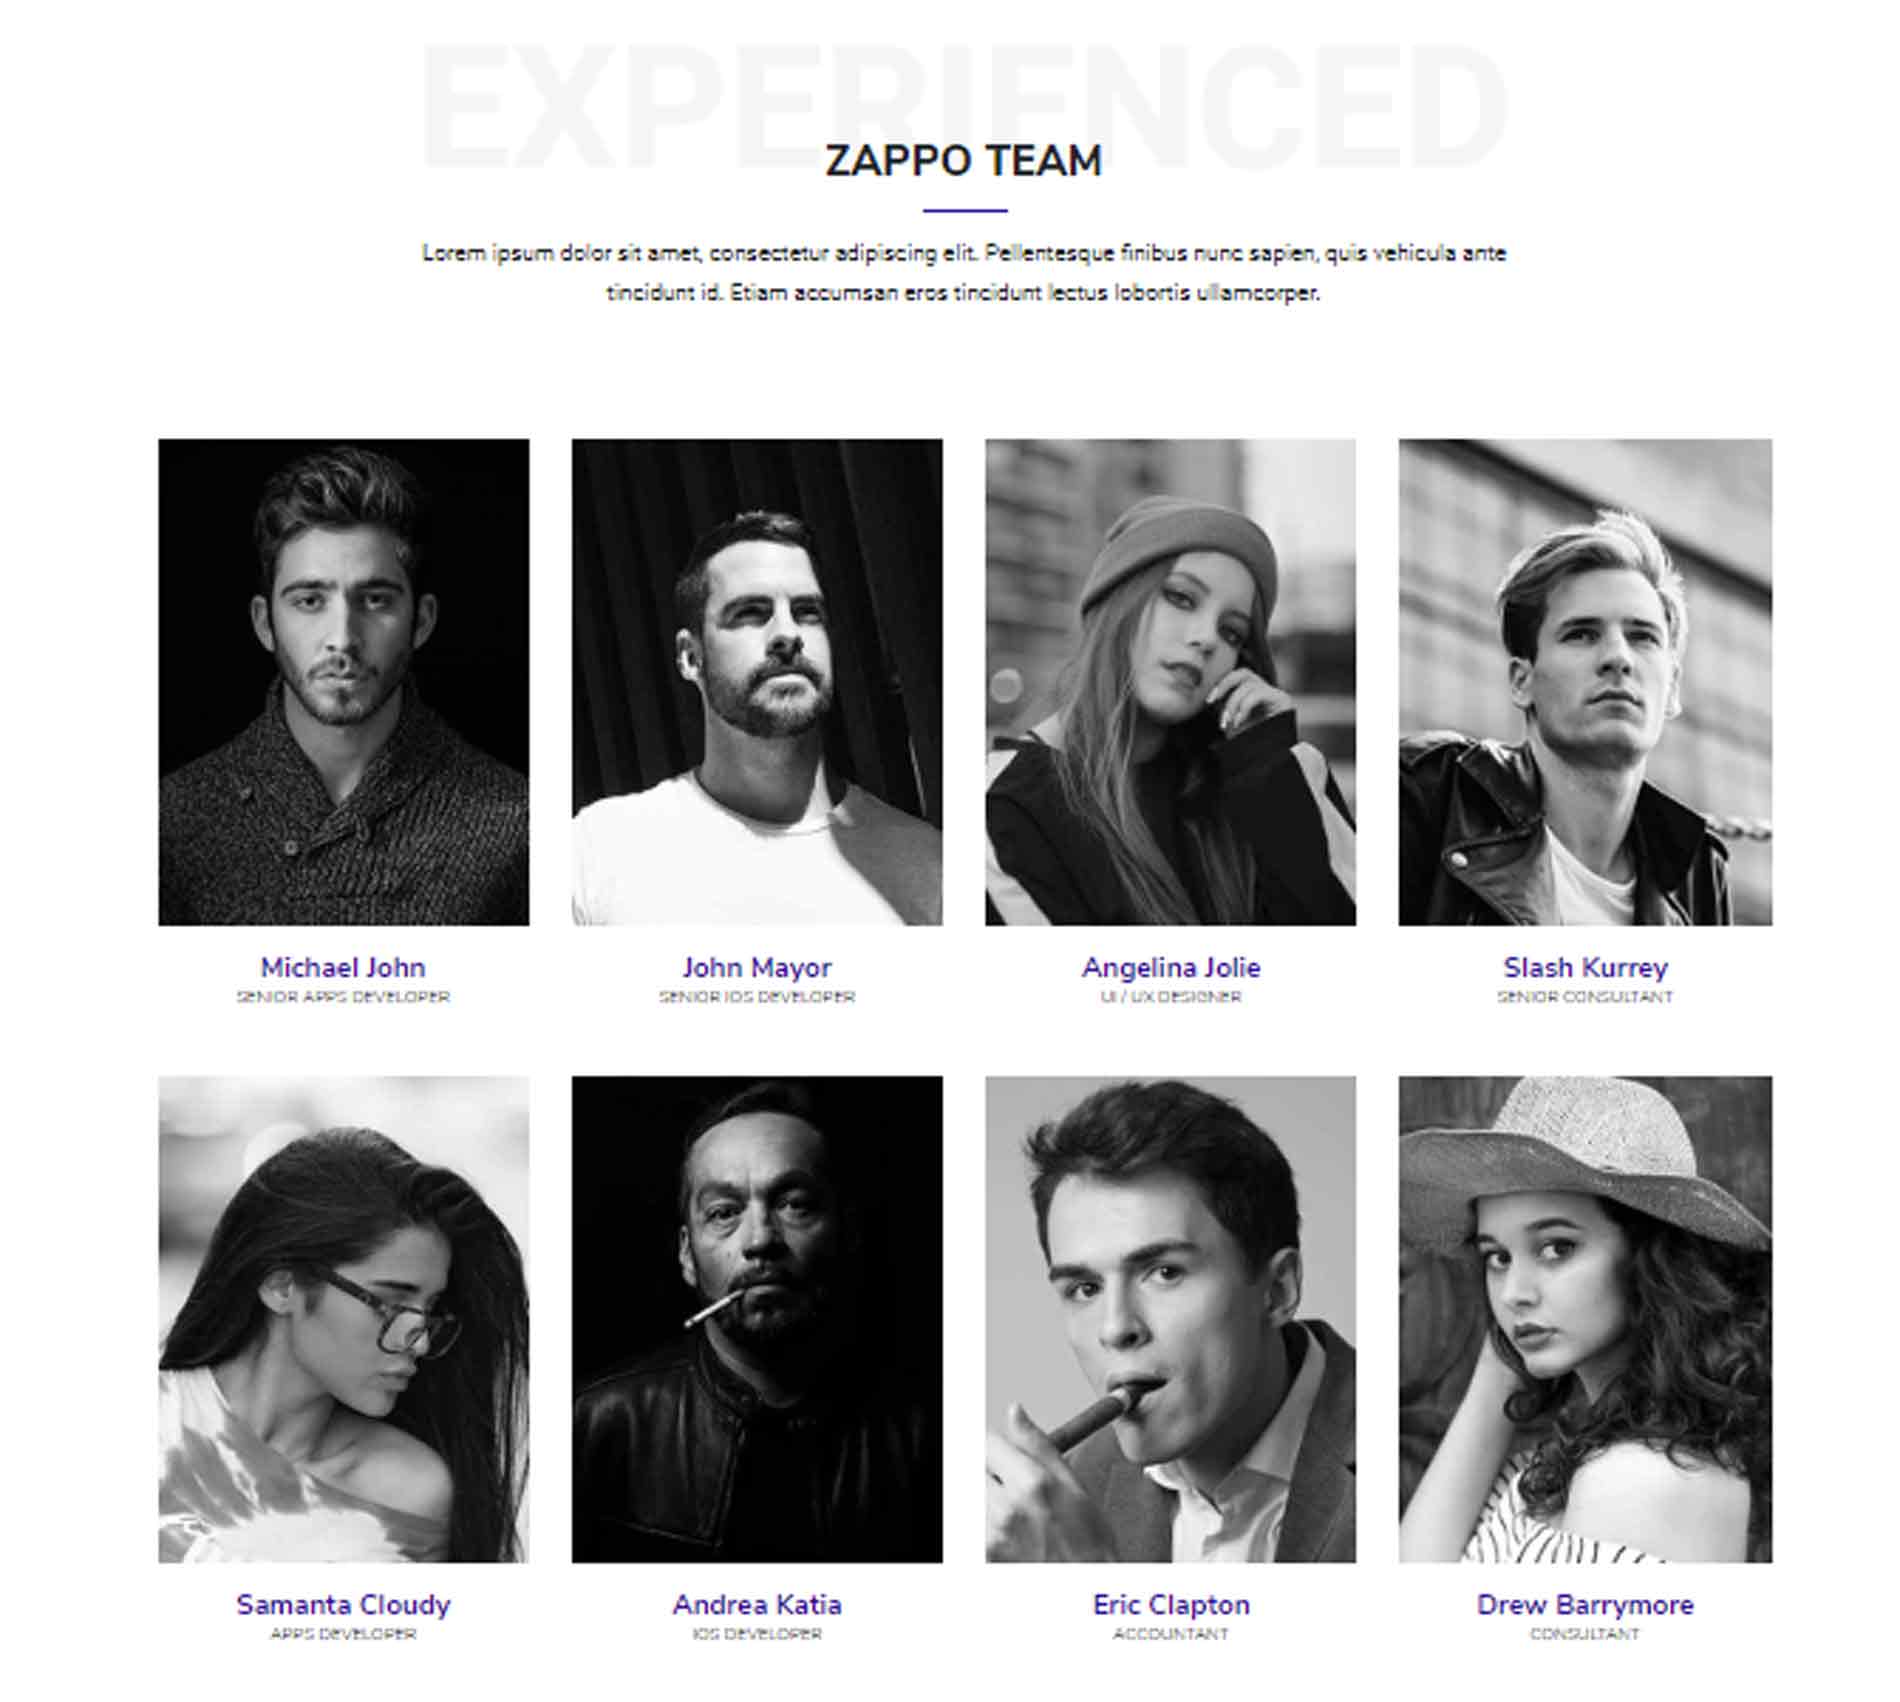 EXPERIENCED
ZAPPO TEAM
Lorem ipsum dolor sit amet, consectetur adipiscing elit. Pellentesque finibus nunc sapien, quis vehicula ante
tincidunt id. Etiam accumsan eros tincidunt lectus lobortis ullamcorper.
Michael John
SENIOR APPS DEVELOPER
John Mayor
SENIOR IOS DEVELOPER
Angelina Jolie
UI / UX DESIGNER
Slash Kurrey
SENIOR CONSULTANT
Samanta Cloudy
APPS DEVELOPER
Andrea Katia
IOS DEVELOPER
Eric Clapton
ACCOUNTANT
Drew Barrymore
CONSULTANT